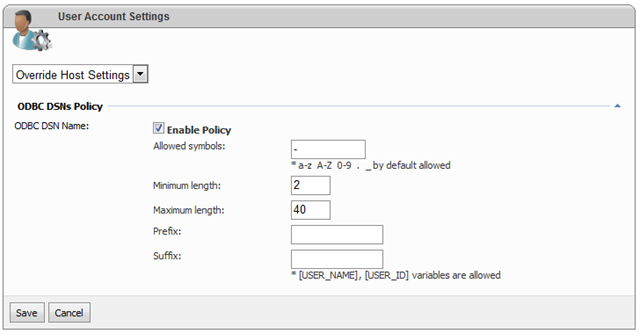 User Account Settings
Override Host Settings
ODBC DSNs Policy
ODBC DSN Name:
Enable Policy
Allowed symbols: -
* a-z A-Z 0-9 . _ by default allowed
Minimum length: 2
Maximum length: 40
Prefix:
Suffix:
* [USER_NAME], [USER_ID] variables are allowed
Save Cancel